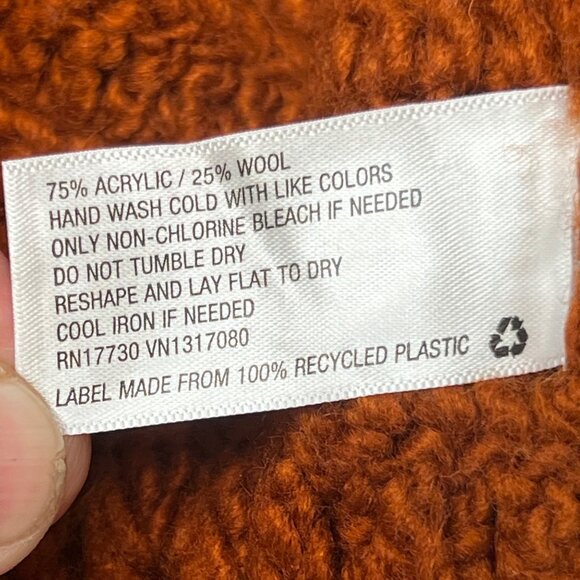 75% ACRYLIC / 25% WOOL
HAND WASH COLD WITH LIKE COLORS
ONLY NON-CHLORINE BLEACH IF NEEDED
DO NOT TUMBLE DRY
RESHAPE AND LAY FLAT TO DRY
COOL IRON IF NEEDED
RN17730 VN1317080
LABEL MADE FROM 100% RECYCLED PLASTIC